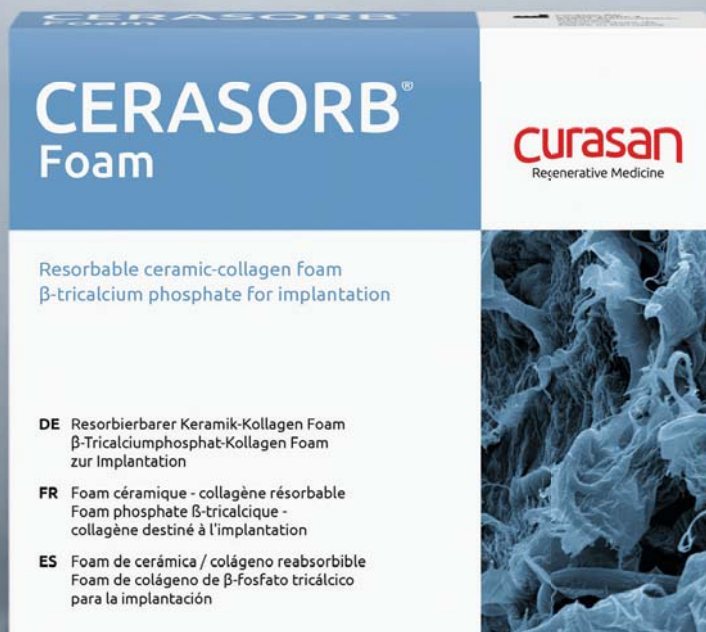 Foam
CERASORB®
Foam
curasan
Regenerative Medicine
Resorbable ceramic-collagen foam
β-tricalcium phosphate for implantation
DE Resorbierbarer Keramik-Kollagen Foam
β-Tricalciumphosphat-Kollagen Foam
zur Implantation
FR Foam céramique - collagène résorbable
Foam phosphate ß-tricalcique -
collagène destiné à l'implantation
ES Foam de cerámica / colágeno reabsorbible
Foam de colágeno de β-fosfato tricálcico
para la implantación